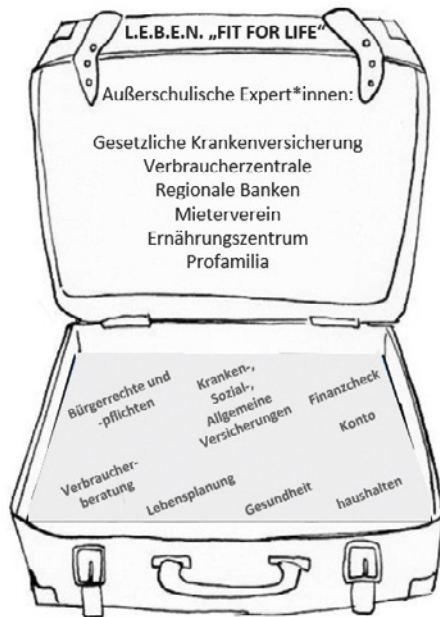 L.E.B.E.N. „FIT FOR LIFE“
Außerschulische Expert*innen:
Gesetzliche Krankenversicherung
Verbraucherzentrale
Regionale Banken
Mieterverein
Ernährungszentrum
Profamilia
Bürgerrechte und
-pflichten
Kranken-,
Sozial-,
Allgemeine
Versicherungen
Finanzcheck
Konto
Verbraucher-
beratung
Lebensplanung
Gesundheit
haushalten